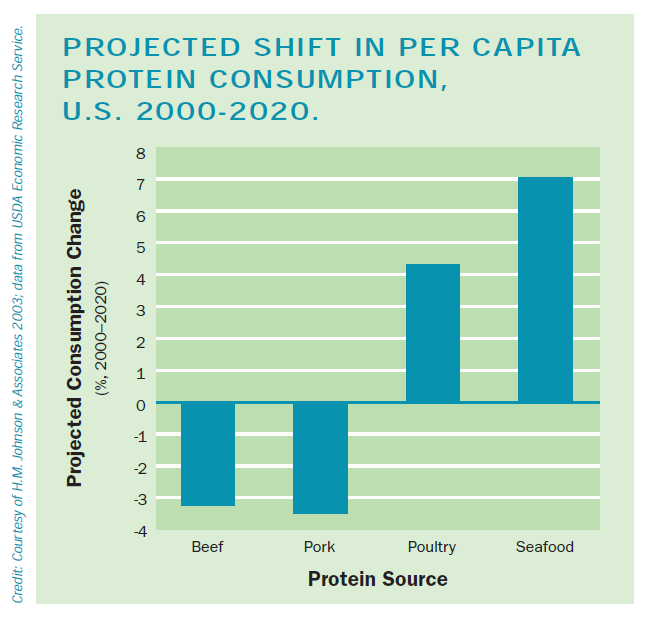 PROJECTED SHIFT IN PER CAPITA
PROTEIN CONSUMPTION,
U.S. 2000-2020.
Projected Consumption Change
(%, 2000–2020)
8
7
6
5
4
3
2
1
0
-1
-2
-3
-4
Beef Pork Poultry Seafood
Protein Source
Credit: Courtesy of H.M. Johnson & Associates 2003; data from USDA Economic Research Service.